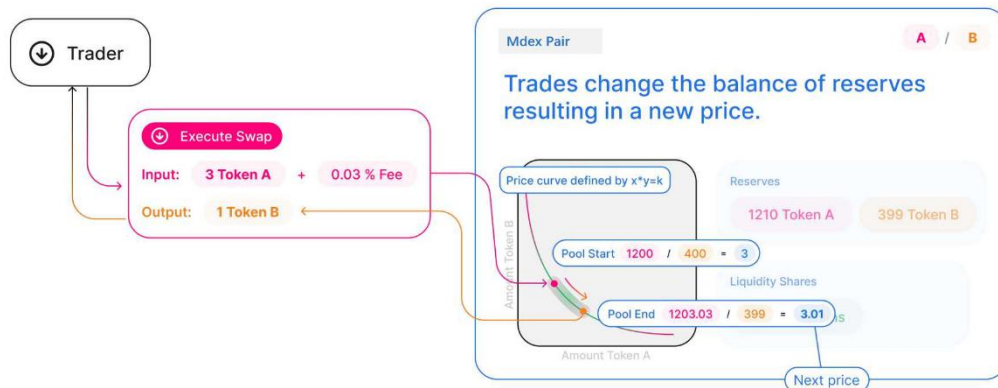 Trader
Execute Swap
Input: 3 Token A + 0.03 % Fee
Output: 1 Token B
Mdex Pair
A / B
Trades change the balance of reserves
resulting in a new price.
Price curve defined by x*y=k
Amount Token B
Amount Token A
Pool Start 1200 / 400 = 3
Pool End 1203.03 / 399 = 3.01
Next price
Reserves
1210 Token A 399 Token B
Liquidity Shares